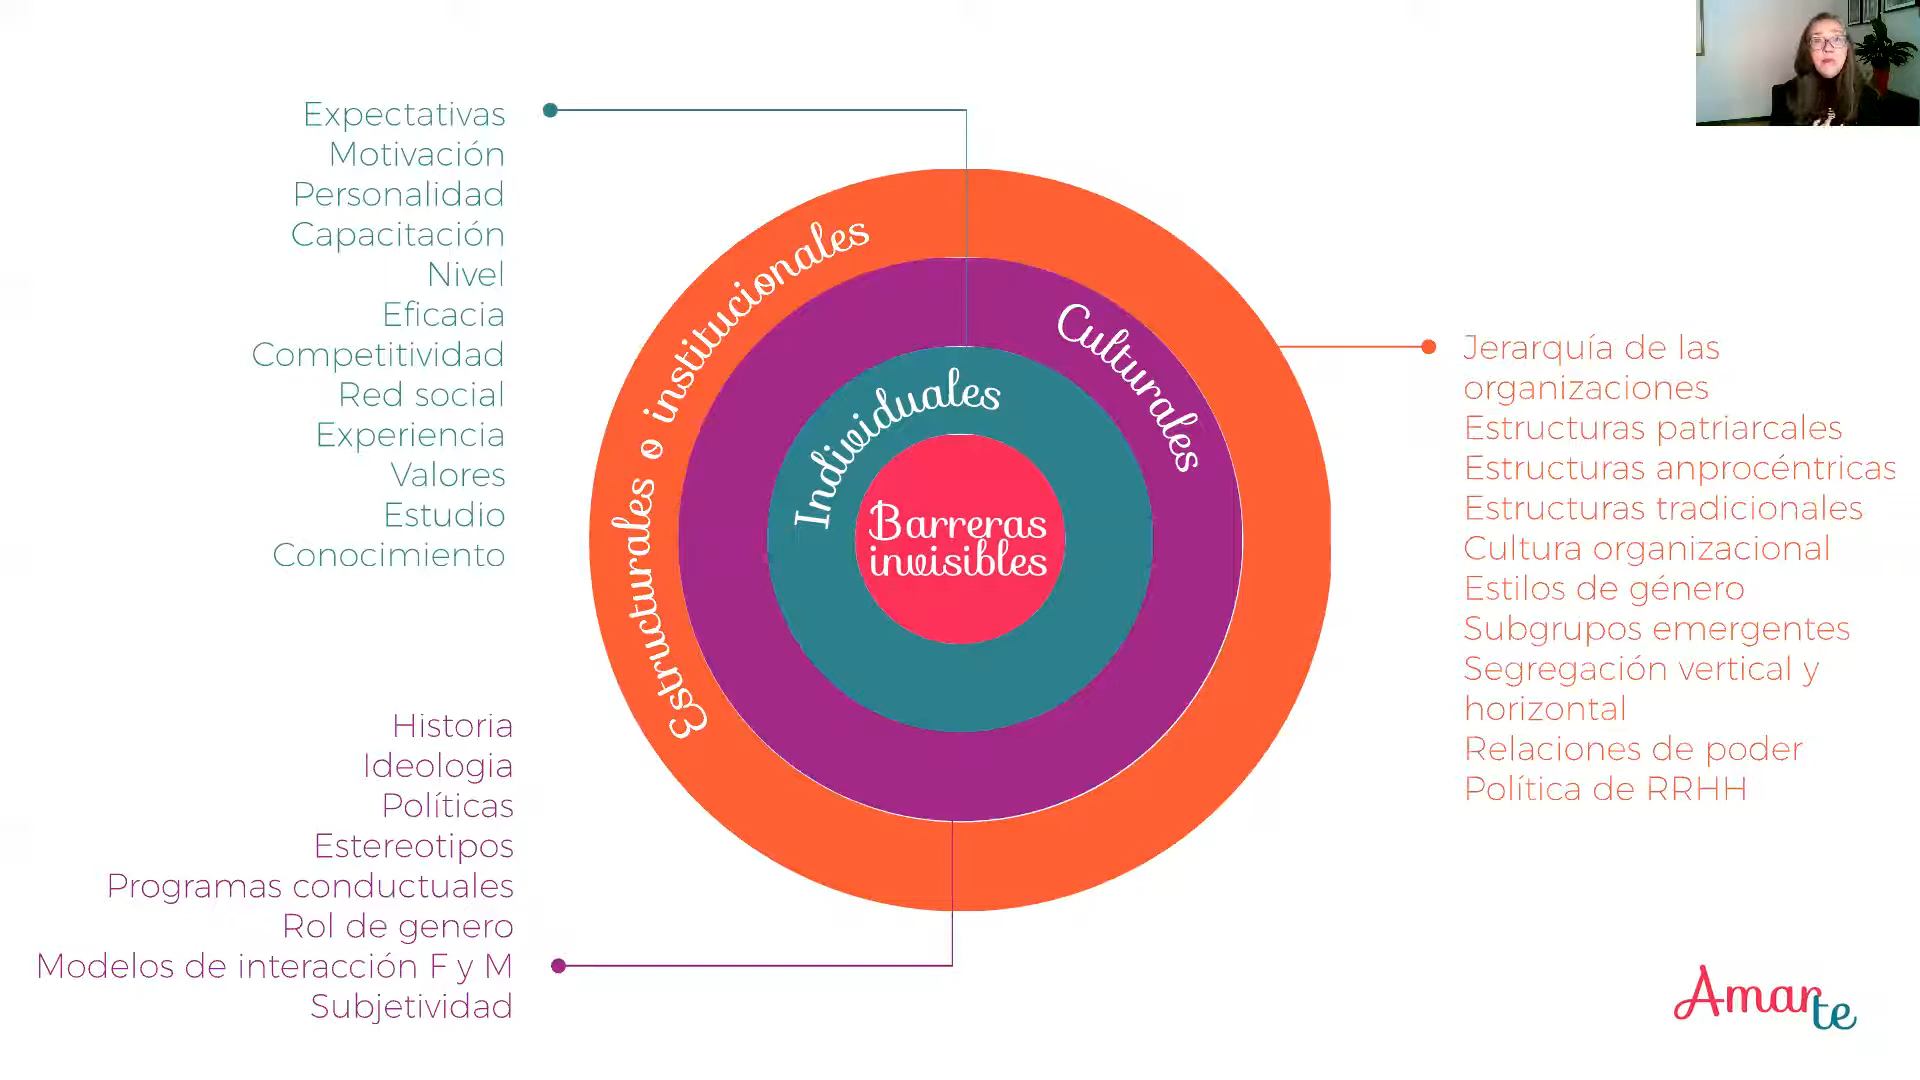 Expectativas
Motivación
Personalidad
Capacitación
Nivel
Eficacia
Competitividad
Red social
Experiencia
Valores
Estudio
Conocimiento
Historia
Ideologia
Políticas
Estereotipos
Programas conductuales
Rol de genero
Modelos de interacción F y M
Subjetividad
Estructurales o institucionales
Culturales
Individuales
Barreras
invisibles
Jerarquía de las
organizaciones
Estructuras patriarcales
Estructuras anprocéntricas
Estructuras tradicionales
Cultura organizacional
Estilos de género
Subgrupos emergentes
Segregación vertical y
horizontal
Relaciones de poder
Política de RRHH
Amarte